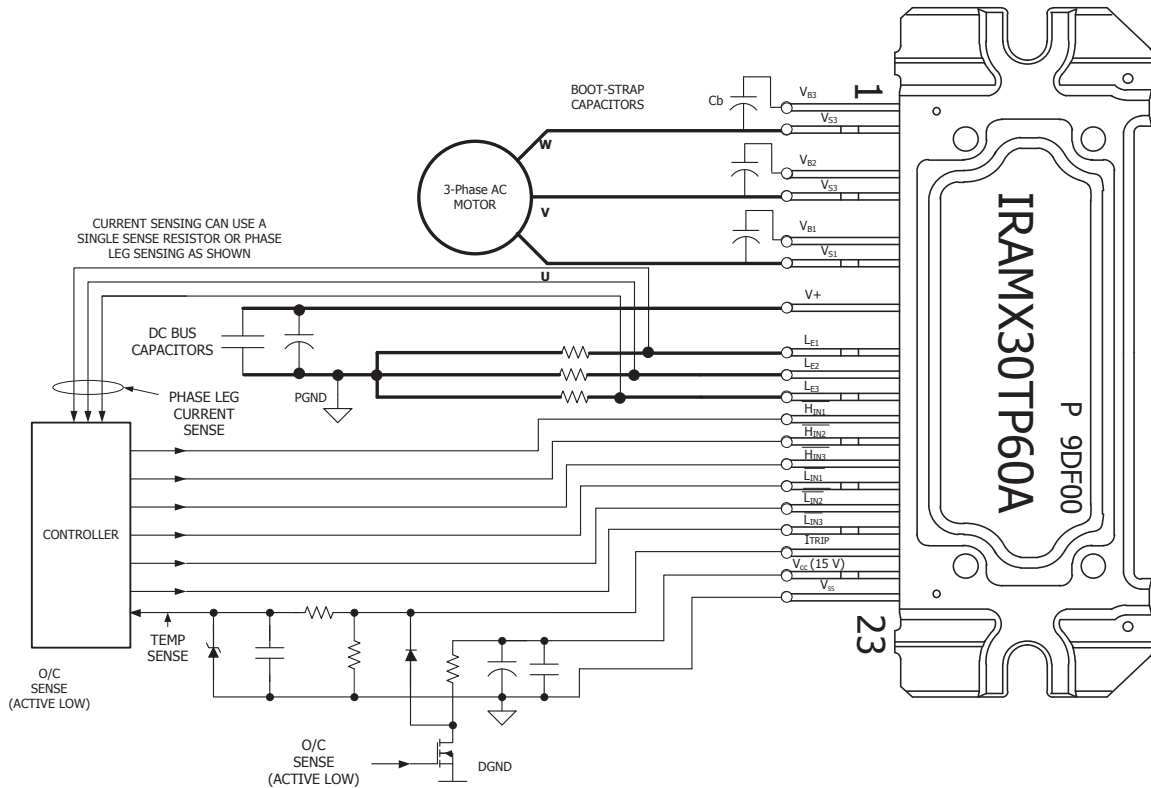 BOOT-STRAP
CAPACITORS
Cb
VB3
1
VS3
W
VB2
3-Phase AC
MOTOR
VS3
V
CURRENT SENSING CAN USE A
SINGLE SENSE RESISTOR OR PHASE
LEG SENSING AS SHOWN
VB1
VS1
U
V+
DC BUS
CAPACITORS
LE1
LE2
LE3
PGND
PHASE LEG
CURRENT
SENSE
HIN1
HIN2
HIN3
LIN1
LIN2
LIN3
ITRIP
VCC (15 V)
VSS
CONTROLLER
TEMP
SENSE
23
O/C
SENSE
(ACTIVE LOW)
O/C
SENSE
(ACTIVE LOW)
DGND
IRAMX30TP60A
P 9DF00